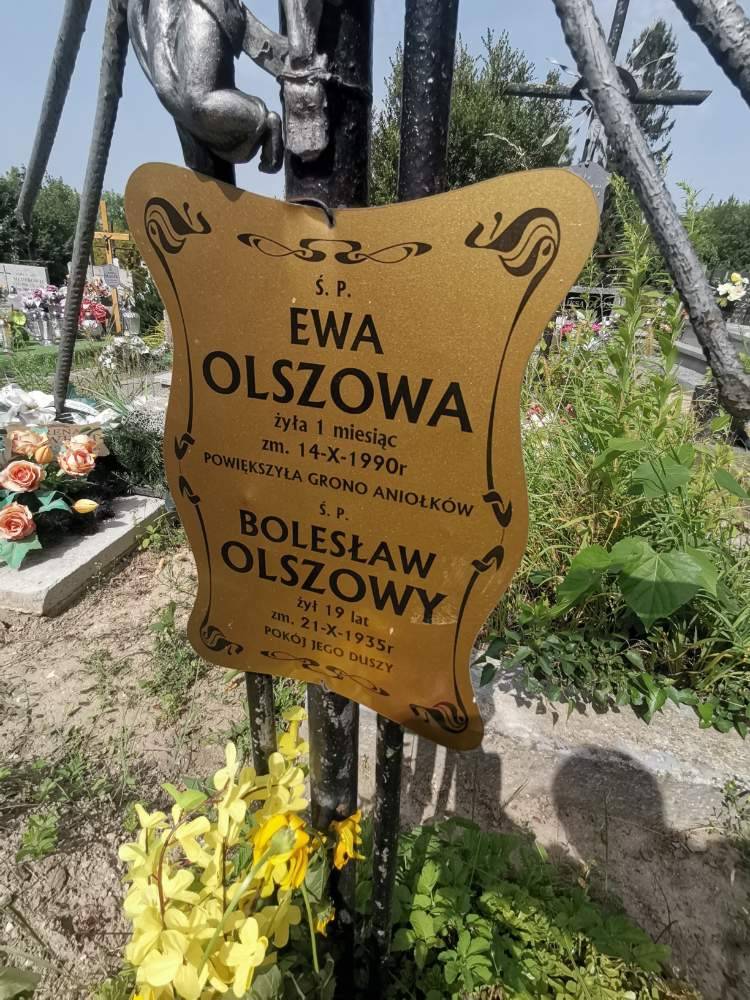 Ś. P.
EWA
OLSZOWA
żyła 1 miesiąc
zm. 14-X-1990r
POWIĘKSZYŁA GRONO ANIOŁKÓW
Ś. P.
BOLESŁAW
OLSZOWY
żył 19 lat
zm. 21-X-1935r
POKÓJ JEGO DUSZY